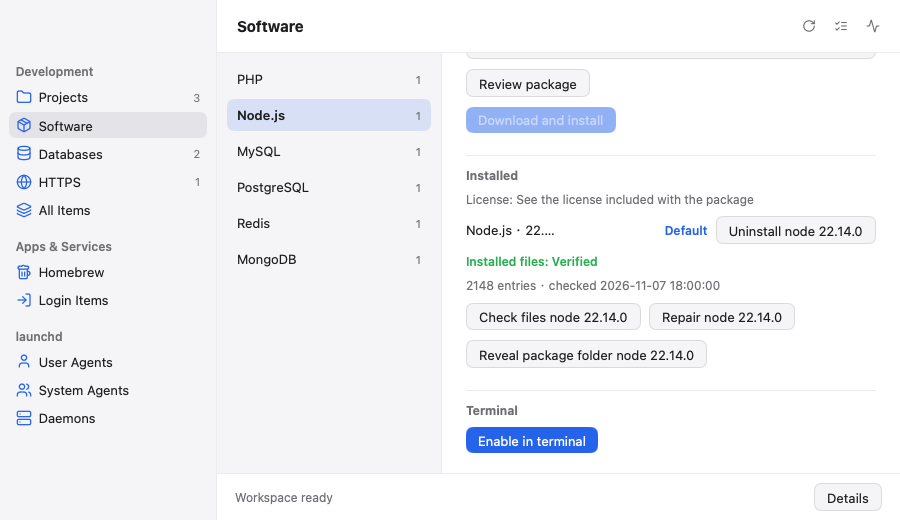 Software
Development
Projects 3
Software
Databases 2
HTTPS 1
All Items
Apps & Services
Homebrew
Login Items
launchd
User Agents
System Agents
Daemons
PHP 1
Node.js 1
MySQL 1
PostgreSQL 1
Redis 1
MongoDB 1
Review package
Download and install
Installed
License: See the license included with the package
Node.js · 22.... Default Uninstall node 22.14.0
Installed files: Verified
2148 entries · checked 2026-11-07 18:00:00
Check files node 22.14.0 Repair node 22.14.0
Reveal package folder node 22.14.0
Terminal
Enable in terminal
Workspace ready Details